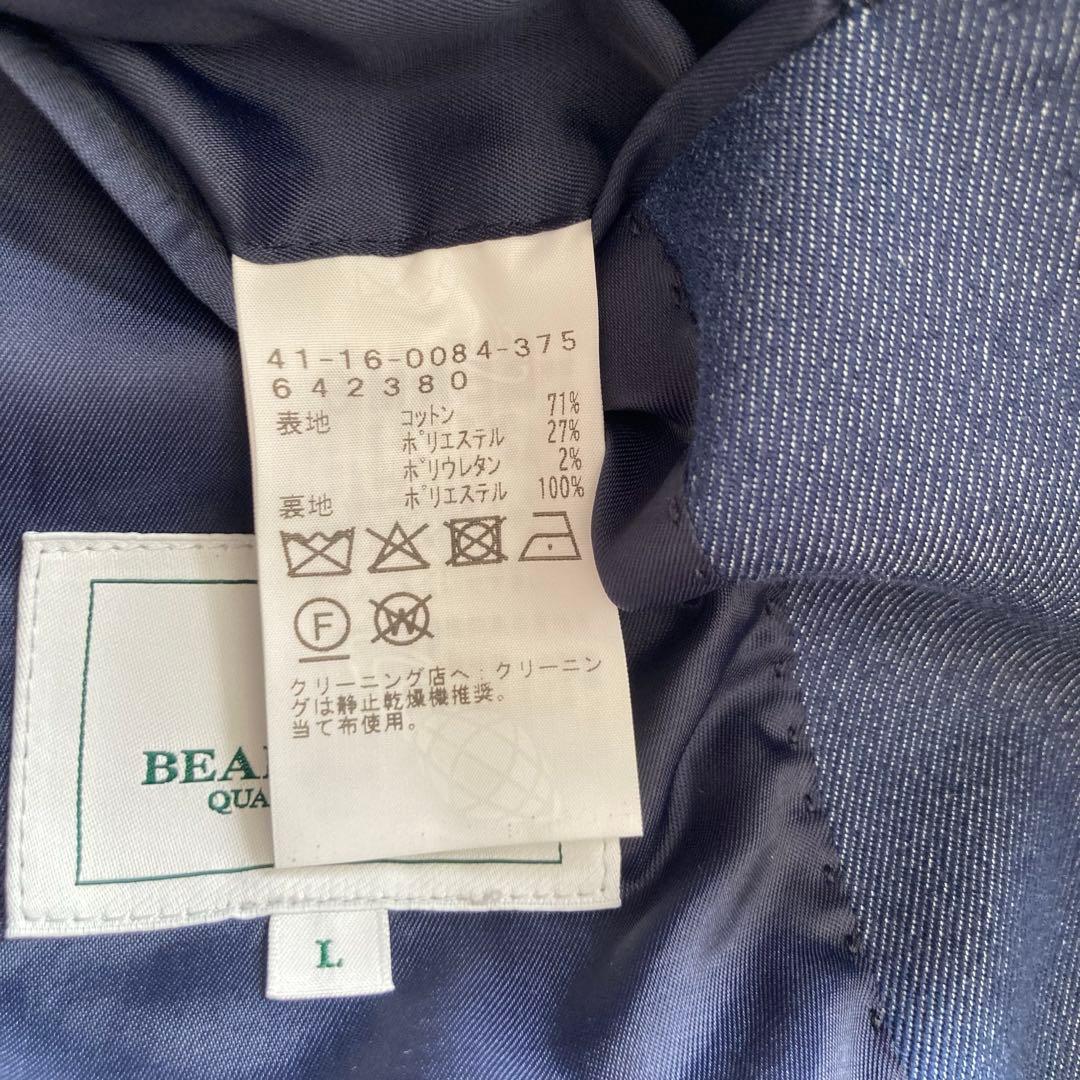 41-16-0084-375
642380
表地 コットン 71%
ポリエステル 27%
ポリウレタン 2%
裏地 ポリエステル 100%
F
W
クリーニング店へ:クリーニン
グは静止乾燥機推奨。
当て布使用。
L